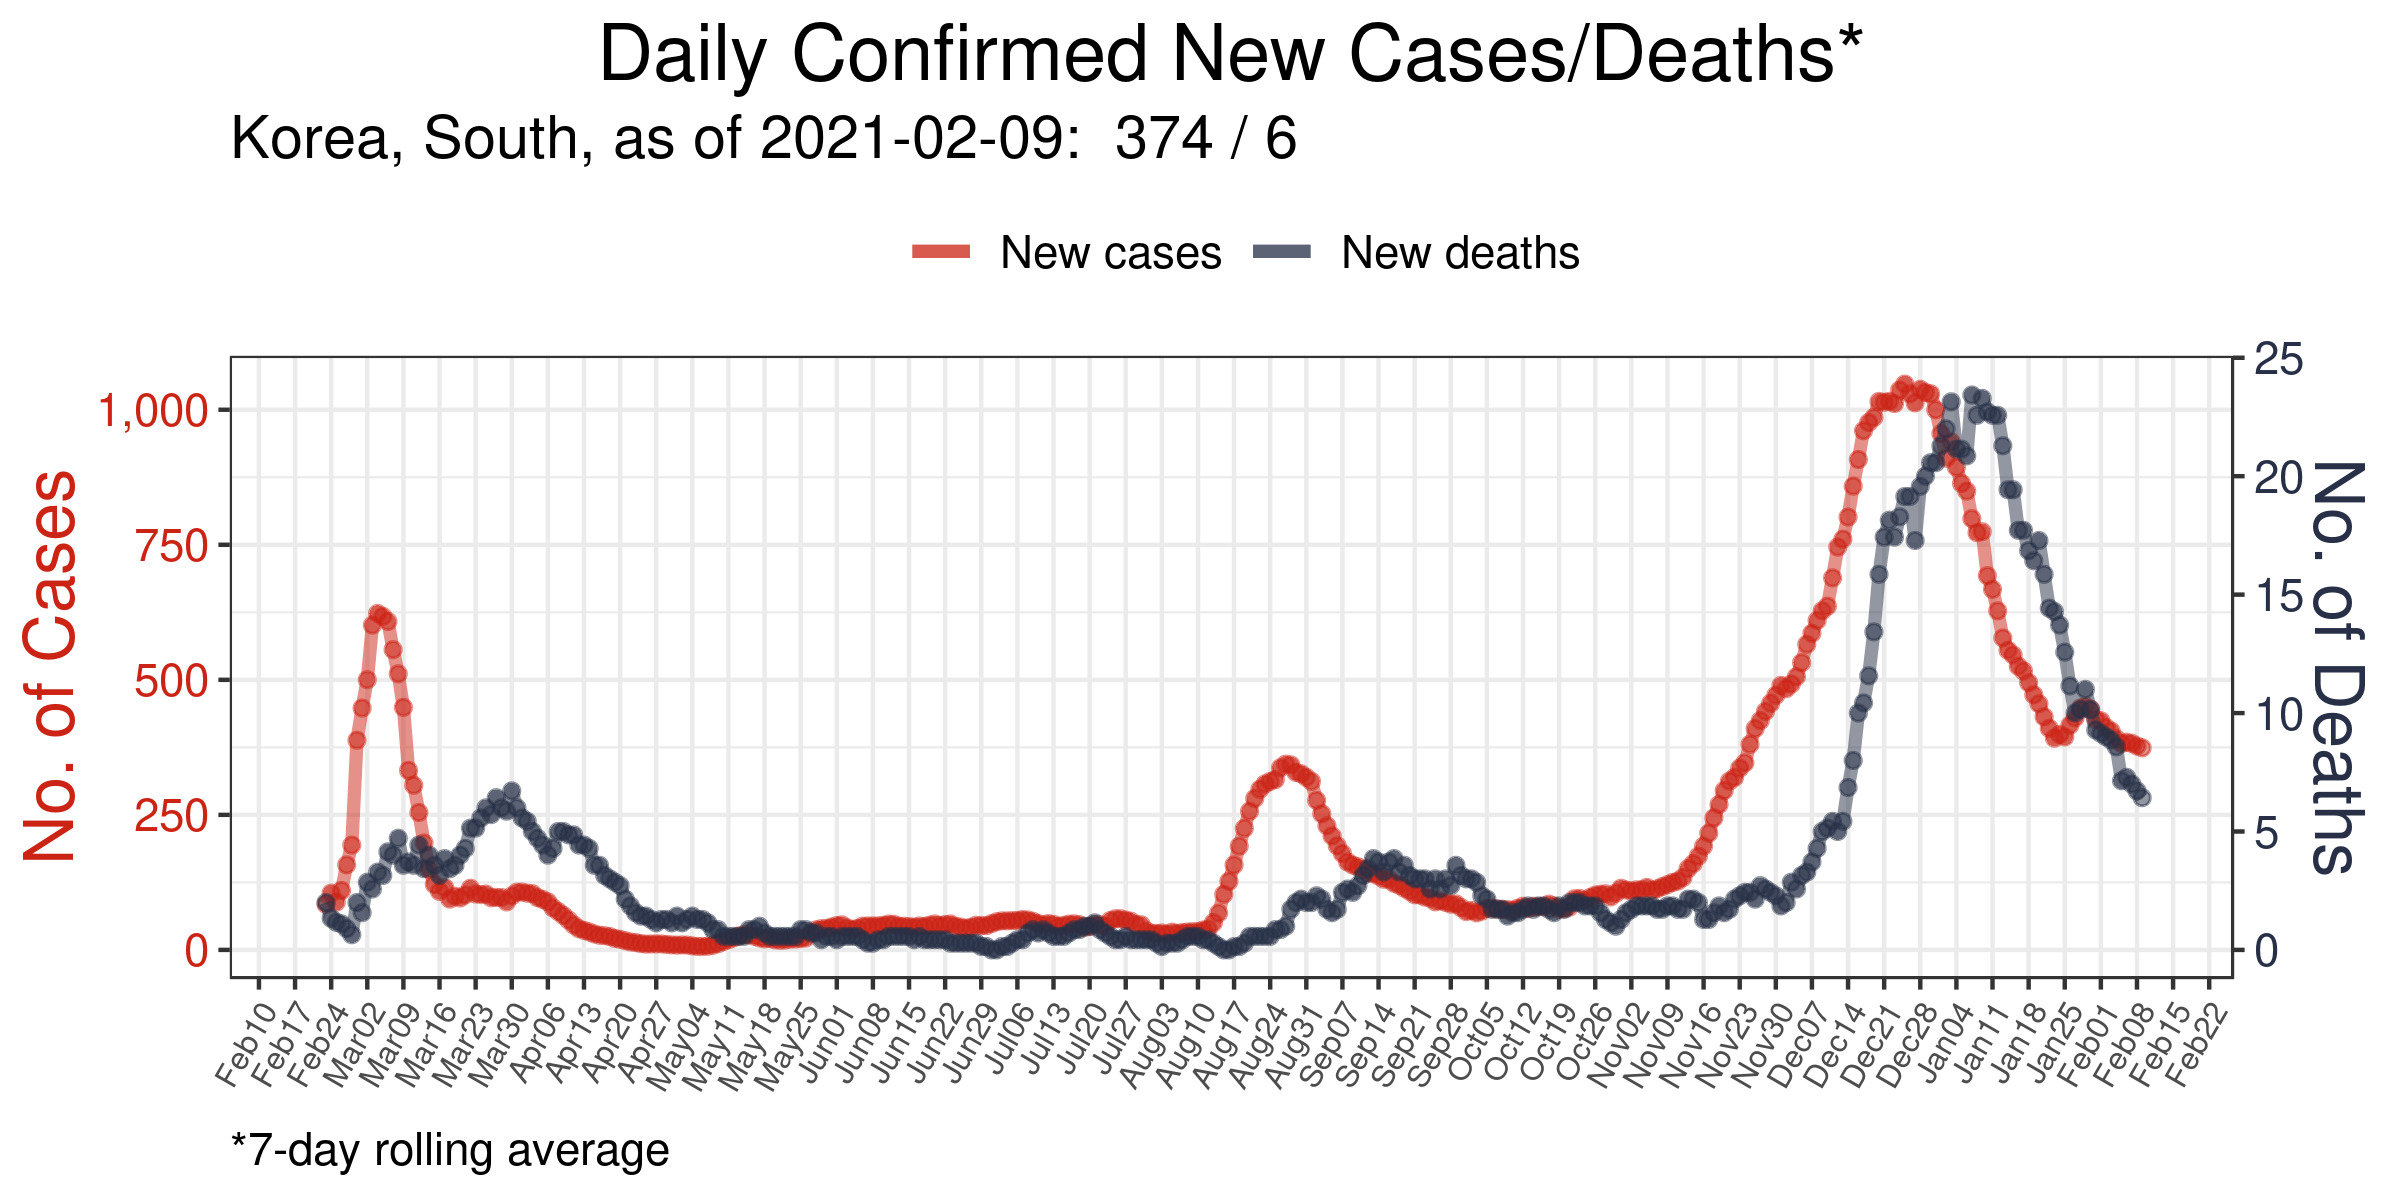 Daily Confirmed New Cases/Deaths*
Korea, South, as of 2021-02-09:  374 / 6
New cases New deaths
No. of Cases
1,000
750
500
250
0
25
20
15
10
5
0
No. of Deaths
Feb10 Feb17 Feb24 Mar02 Mar09 Mar16 Mar23 Mar30 Apr06 Apr13 Apr20 Apr27 May04 May11 May18 May25 Jun01 Jun08 Jun15 Jun22 Jun29 Jul06 Jul13 Jul20 Jul27 Aug03 Aug10 Aug17 Aug24 Aug31 Sep07 Sep14 Sep21 Sep28 Oct05 Oct12 Oct19 Oct26 Nov02 Nov09 Nov16 Nov23 Nov30 Dec07 Dec14 Dec21 Dec28 Jan04 Jan11 Jan18 Jan25 Feb01 Feb08 Feb15 Feb22
*7-day rolling average